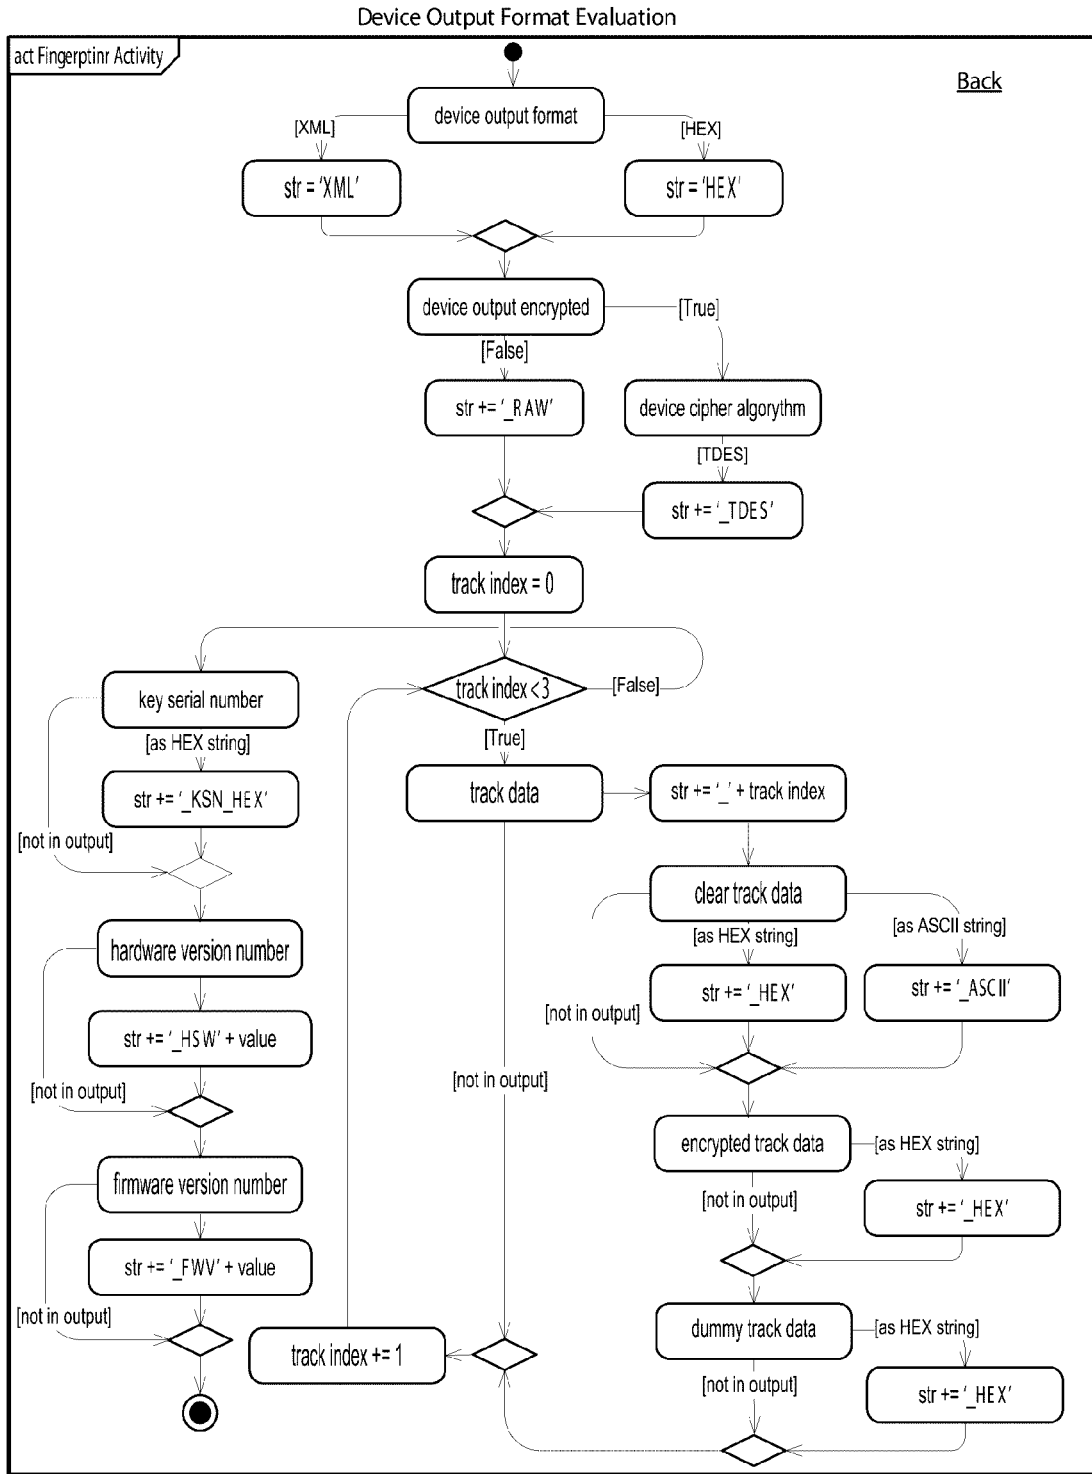 Device Output Format Evaluation
act Fingerptinr Activity
Back
device output format
[XML]
[HEX]
str = 'XML'
str = 'HEX'
device output encrypted
[True]
[False]
str += '_RAW'
device cipher algorythm
[TDES]
str += '_TDES'
track index = 0
track index < 3
[False]
[True]
key serial number
[as HEX string]
str += '_KSN_HEX'
[not in output]
track data
str += '_' + track index
clear track data
[as HEX string]
[as ASCII string]
str += '_HEX'
str += '_ASCII'
[not in output]
hardware version number
str += '_HSW' + value
[not in output]
[not in output]
encrypted track data
[as HEX string]
[not in output]
str += '_HEX'
firmware version number
str += '_FWV' + value
[not in output]
track index += 1
dummy track data
[as HEX string]
[not in output]
str += '_HEX'